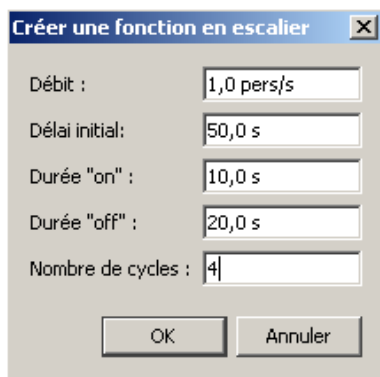 Créer une fonction en escalier
Débit : 1,0 pers/s
Délai initial: 50,0 s
Durée "on" : 10,0 s
Durée "off" : 20,0 s
Nombre de cycles : 4
OK Annuler